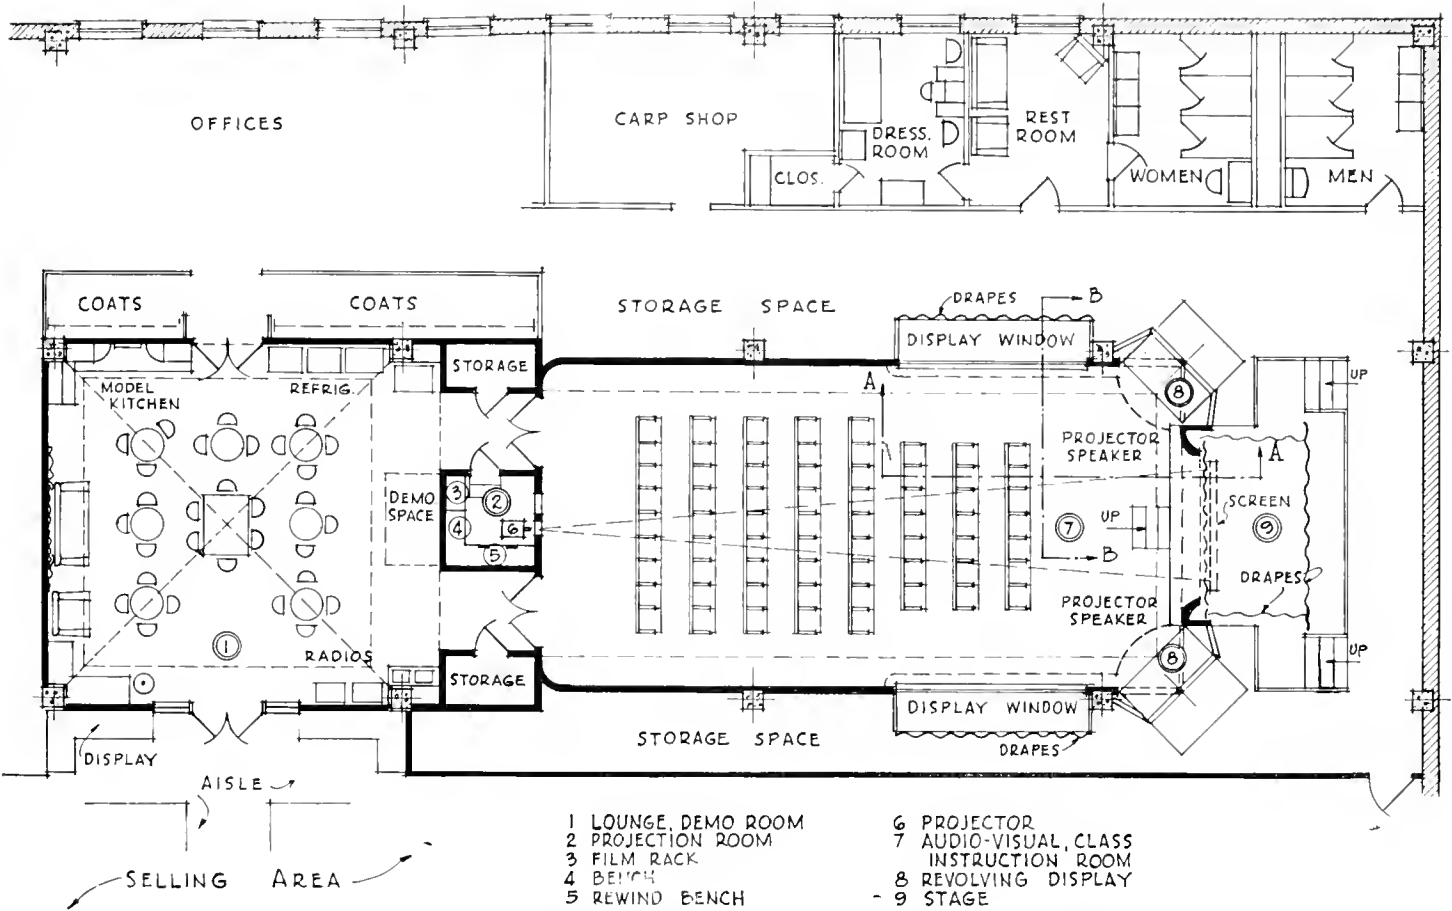 OFFICES
CARP SHOP
CLOS.
DRESS.
ROOM
REST
ROOM
WOMEN
MEN
COATS
COATS
STORAGE SPACE
DRAPES
B
DISPLAY WINDOW
UP
STORAGE
MODEL
KITCHEN
REFRIG.
A
8
PROJECTOR
SPEAKER
A
DEMO
SPACE
3
2
4
6
5
7
UP
SCREEN
9
B
DRAPES
PROJECTOR
SPEAKER
1
RADIOS
8
UP
STORAGE
DISPLAY WINDOW
STORAGE SPACE
DRAPES
DISPLAY
AISLE
SELLING AREA
1 LOUNGE, DEMO ROOM
2 PROJECTION ROOM
3 FILM RACK
4 BENCH
5 REWIND BENCH
6 PROJECTOR
7 AUDIO-VISUAL, CLASS
INSTRUCTION ROOM
8 REVOLVING DISPLAY
- 9 STAGE